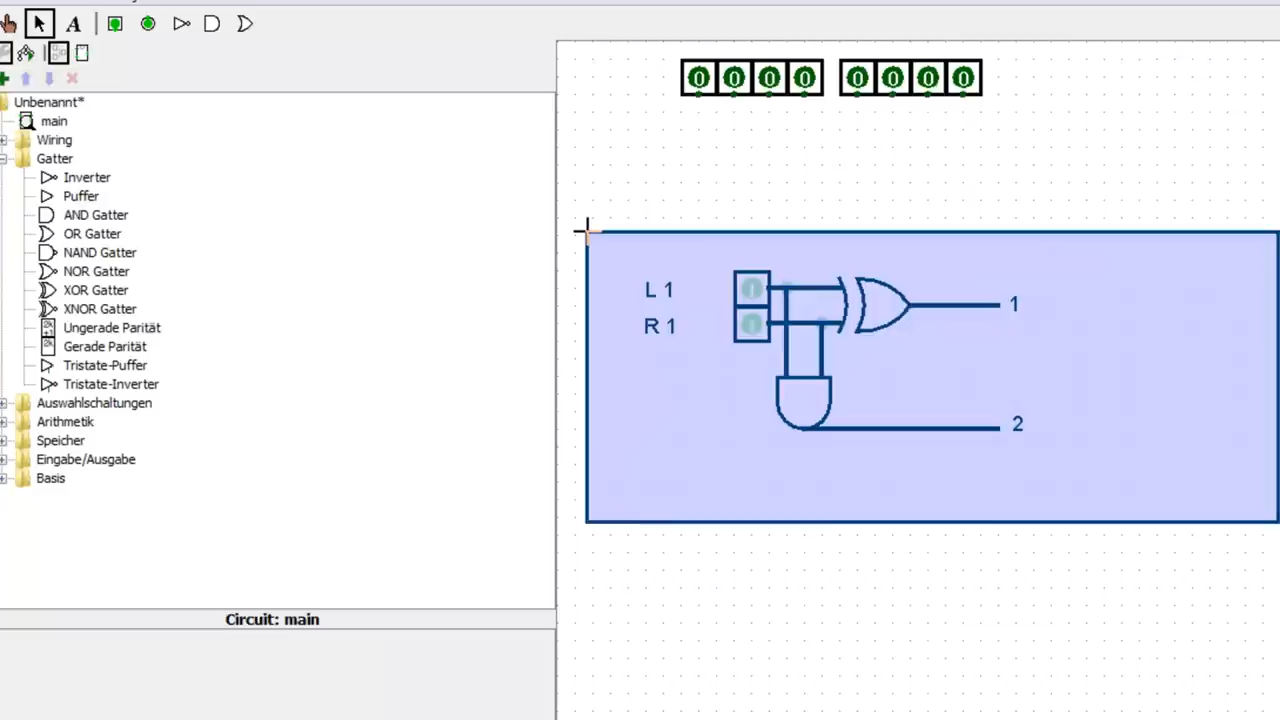 A
0 0 0 0 0 0 0 0
Unbenannt*
main
Wiring
Gatter
Inverter
Puffer
AND Gatter
OR Gatter
NAND Gatter
NOR Gatter
XOR Gatter
XNOR Gatter
Ungerade Parität
Gerade Parität
Tristate-Puffer
Tristate-Inverter
Auswahlschaltungen
Arithmetik
Speicher
Eingabe/Ausgabe
Basis
Circuit: main
L 1
R 1
1
2